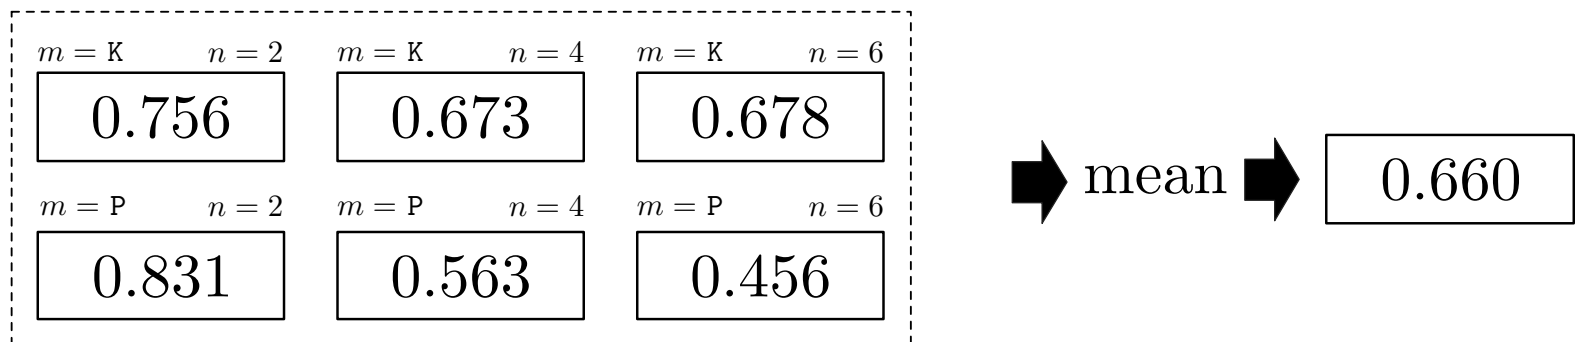 m = K n = 2 m = K n = 4 m = K n = 6
0.756 0.673 0.678
mean 0.660
m = P n = 2 m = P n = 4 m = P n = 6
0.831 0.563 0.456